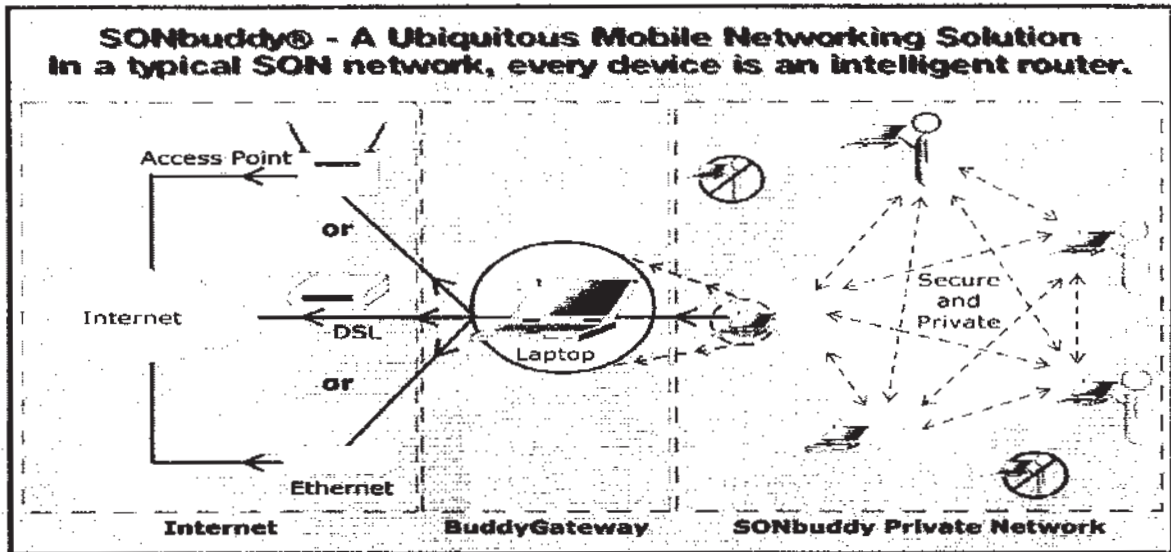 SONbuddy® - A Ubiquitous Mobile Networking Solution
In a typical SON network, every device is an intelligent router.
Access Point
or
Internet
DSL
or
Ethernet
Laptop
Secure
and
Private
Internet
BuddyGateway
SONbuddy Private Network